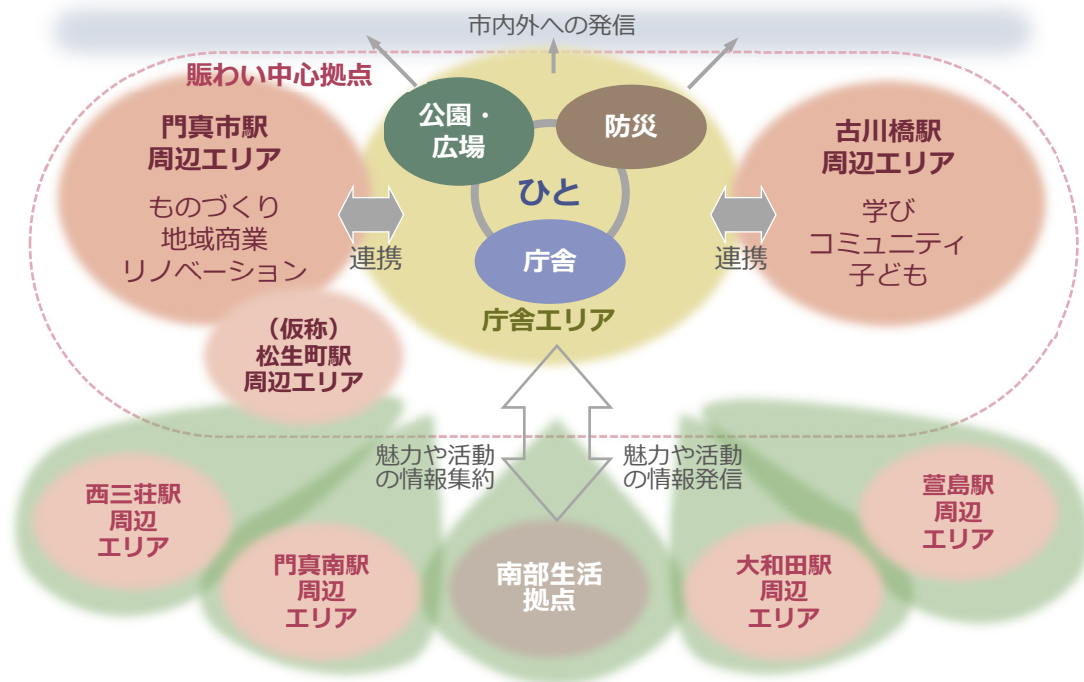 市内外への発信
賑わい中心拠点
門真市駅
周辺エリア
ものづくり
地域商業
リノベーション
公園・
広場
防災
ひと
庁舎
庁舎エリア
連携
連携
古川橋駅
周辺エリア
学び
コミュニティ
子ども
（仮称）
松生町駅
周辺エリア
魅力や活動
の情報集約
魅力や活動
の情報発信
西三荘駅
周辺
エリア
門真南駅
周辺
エリア
南部生活
拠点
大和田駅
周辺
エリア
萱島駅
周辺
エリア